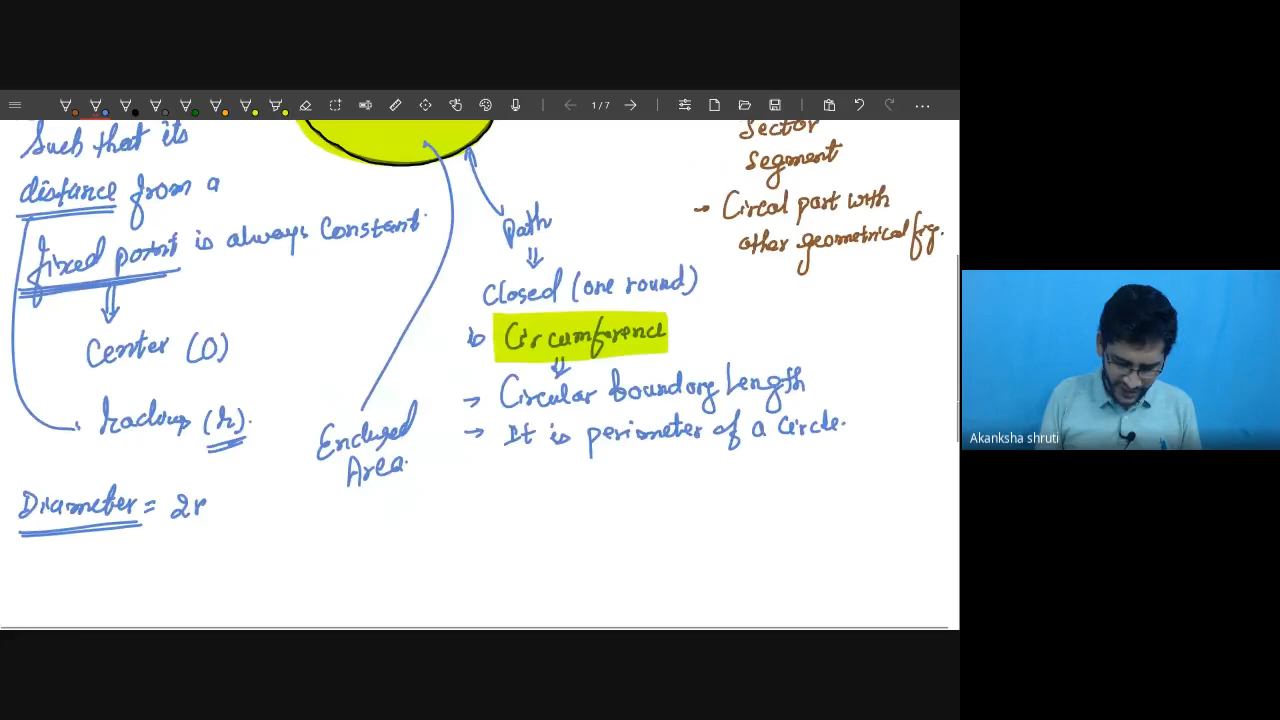 1/7
Such that its
distance from a
fixed point is always constant.
Center (O)
radius (r).
Diameter = 2r
Enclosed
Area.
Path
Closed (one round)
Circumference
→ Circular boundary Length
→ It is perimeter of a circle.
Sector
Segment
→ Circal part with
other geometrical fig.
Akanksha shruti